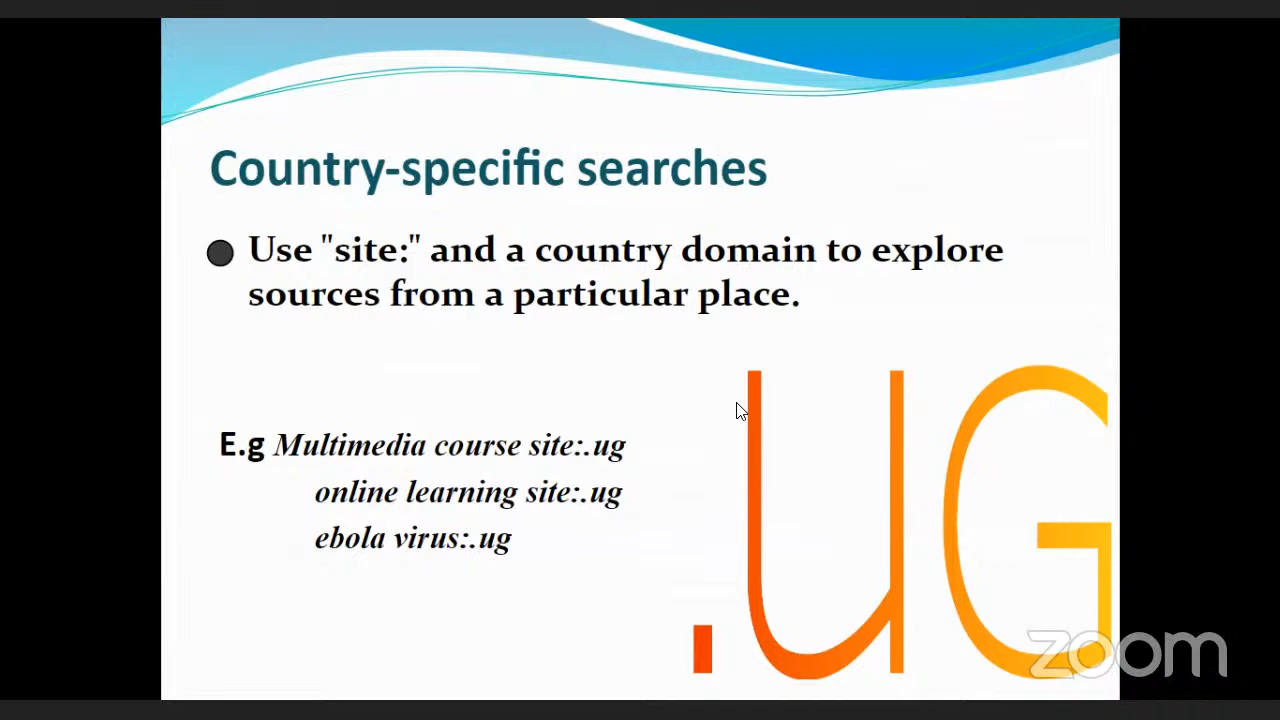 Country-specific searches
Use "site:" and a country domain to explore
sources from a particular place.
E.g Multimedia course site:.ug
online learning site:.ug
ebola virus:.ug
.uG
zoom